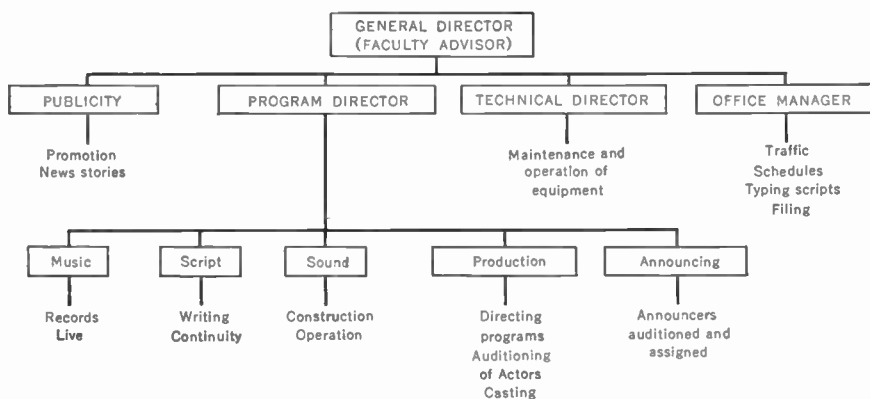 GENERAL DIRECTOR
(FACULTY ADVISOR)
PUBLICITY
PROGRAM DIRECTOR
TECHNICAL DIRECTOR
OFFICE MANAGER
Promotion
News stories
Maintenance and
operation of
equipment
Traffic
Schedules
Typing scripts
Filing
Music
Script
Sound
Production
Announcing
Records
Live
Writing
Continuity
Construction
Operation
Directing
programs
Auditioning
of Actors
Casting
Announcers
auditioned and
assigned